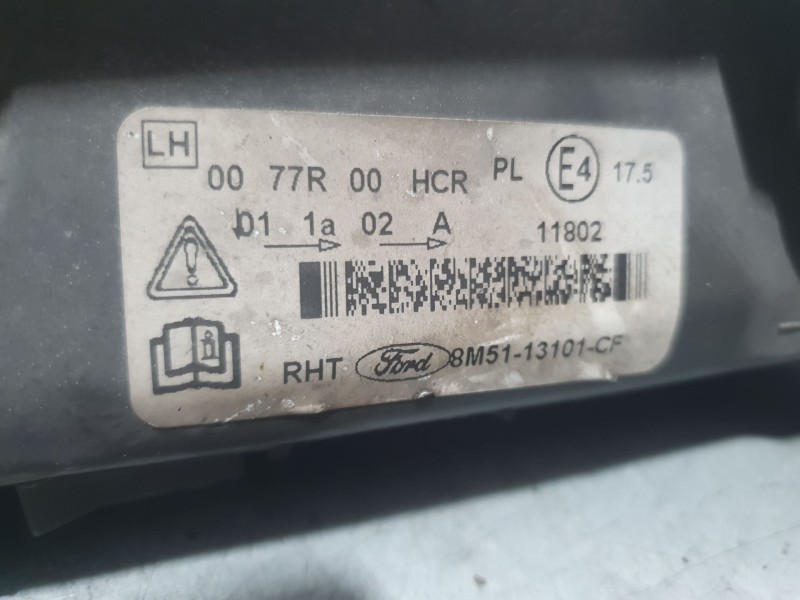 LH
00 77R 00 HCR PL E4 17.5
01 1a 02 A 11802
RHT Ford 8M51-13101-CF